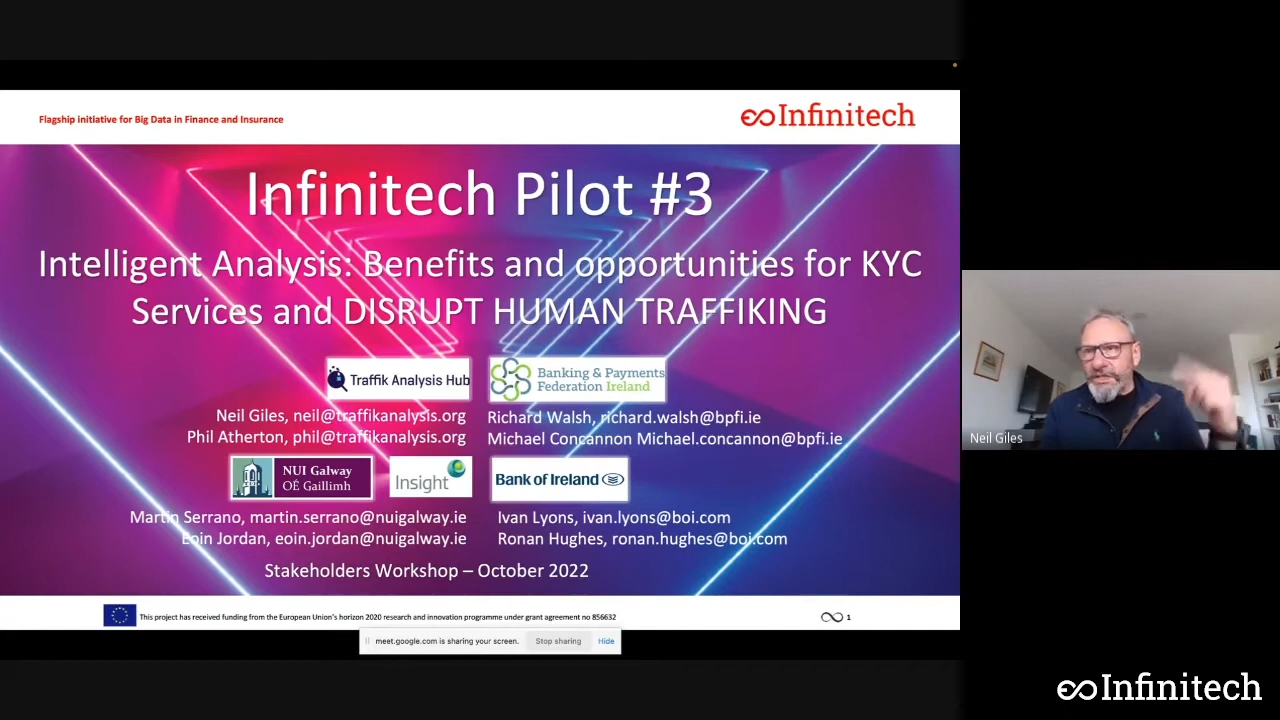 Flagship initiative for Big Data in Finance and Insurance
Infinitech
Infinitech Pilot #3
Intelligent Analysis: Benefits and opportunities for KYC
Services and DISRUPT HUMAN TRAFFIKING
Traffik Analysis Hub
Banking & Payments
Federation Ireland
Neil Giles, neil@traffikanalysis.org
Phil Atherton, phil@traffikanalysis.org
Richard Walsh, richard.walsh@bpfi.ie
Michael Concannon Michael.concannon@bpfi.ie
NUI Galway
OÉ Gaillimh
Insight
Bank of Ireland
Martin Serrano, martin.serrano@nuigalway.ie
Eoin Jordan, eoin.jordan@nuigalway.ie
Ivan Lyons, ivan.lyons@boi.com
Ronan Hughes, ronan.hughes@boi.com
Stakeholders Workshop – October 2022
This project has received funding from the European Union's horizon 2020 research and innovation programme under grant agreement no 856632
1
meet.google.com is sharing your screen.
Stop sharing
Hide
Neil Giles
Infinitech